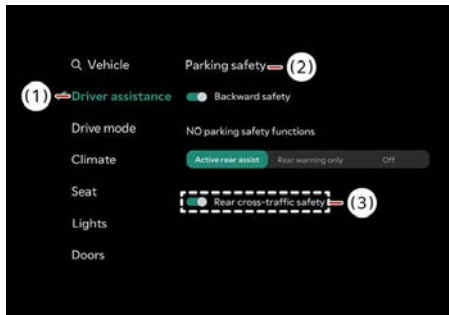 Vehicle
Parking safety
(2)
(1)
Driver assistance
Backward safety
Drive mode
NO parking safety functions
Climate
Active rear assist
Rear warning only
Off
Seat
Rear cross-traffic safety
(3)
Lights
Doors